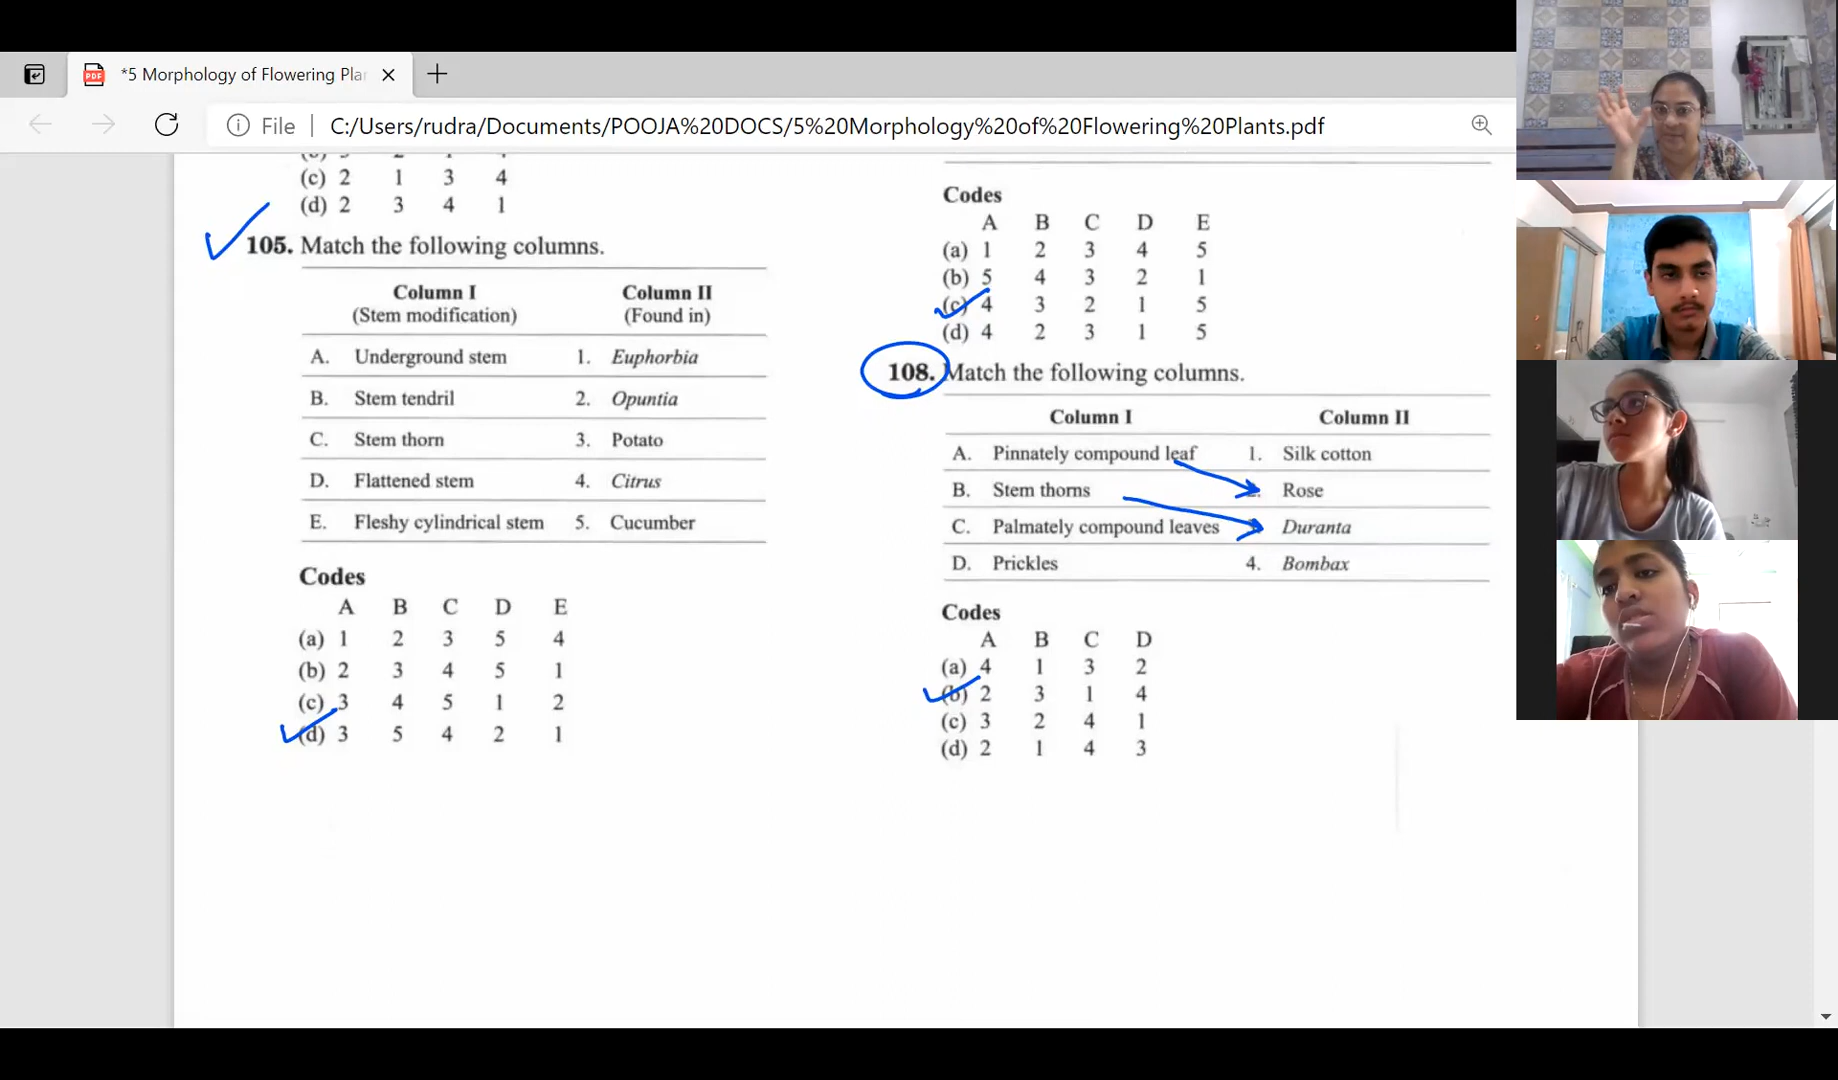 *5 Morphology of Flowering Pla
File | C:/Users/rudra/Documents/POOJA%20DOCS/5%20Morphology%20of%20Flowering%20Plants.pdf
(c) 2 1 3 4
(d) 2 3 4 1
105. Match the following columns.
Column I Column II
(Stem modification) (Found in)
A. Underground stem 1. Euphorbia
B. Stem tendril 2. Opuntia
C. Stem thorn 3. Potato
D. Flattened stem 4. Citrus
E. Fleshy cylindrical stem 5. Cucumber
Codes
A B C D E
(a) 1 2 3 5 4
(b) 2 3 4 5 1
(c) 3 4 5 1 2
(d) 3 5 4 2 1
Codes
A B C D E
(a) 1 2 3 4 5
(b) 5 4 3 2 1
(c) 4 3 2 1 5
(d) 4 2 3 1 5
108. Match the following columns.
Column I Column II
A. Pinnately compound leaf 1. Silk cotton
B. Stem thorns Rose
C. Palmately compound leaves Duranta
D. Prickles 4. Bombax
Codes
A B C D
(a) 4 1 3 2
(b) 2 3 1 4
(c) 3 2 4 1
(d) 2 1 4 3